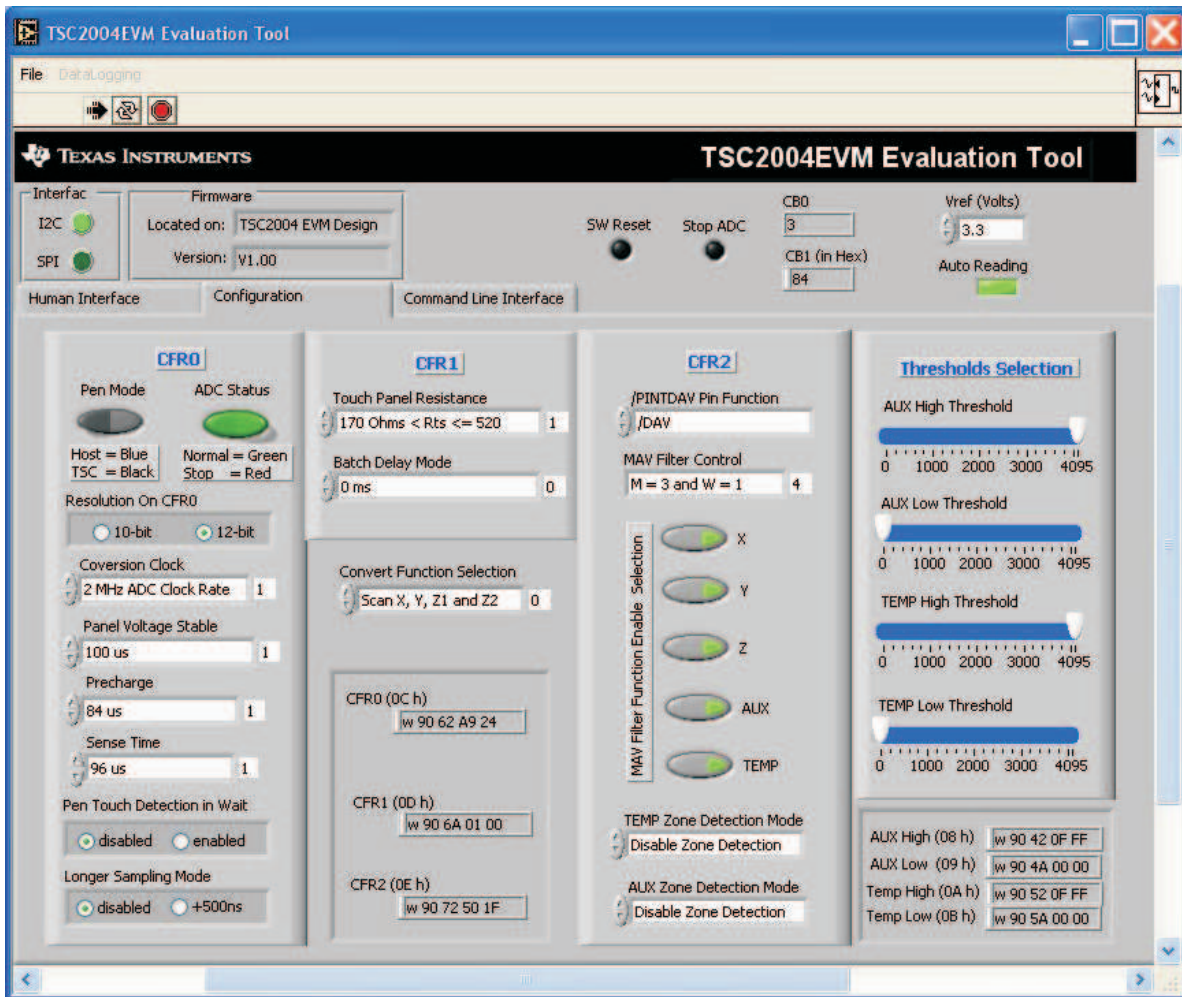 TSC2004EVM Evaluation Tool
File DataLogging
TEXAS INSTRUMENTS
TSC2004EVM Evaluation Tool
Interfac
I2C
SPI
Firmware
Located on: TSC2004 EVM Design
Version: V1.00
SW Reset
Stop ADC
CB0
3
CB1 (in Hex)
84
Vref (Volts)
3.3
Auto Reading
Human Interface
Configuration
Command Line Interface
CFR0
Pen Mode
ADC Status
Host = Blue
TSC = Black
Normal = Green
Stop = Red
Resolution On CFR0
10-bit 12-bit
Coversion Clock
2 MHz ADC Clock Rate 1
Panel Voltage Stable
100 us 1
Precharge
84 us 1
Sense Time
96 us 1
Pen Touch Detection in Wait
disabled enabled
Longer Sampling Mode
disabled +500ns
CFR1
Touch Panel Resistance
170 Ohms < Rts <= 520 1
Batch Delay Mode
0 ms 0
Convert Function Selection
Scan X, Y, Z1 and Z2 0
CFR0 (0C h)
w 90 62 A9 24
CFR1 (0D h)
w 90 6A 01 00
CFR2 (0E h)
w 90 72 50 1F
CFR2
/PINTDAV Pin Function
/DAV
MAV Filter Control
M = 3 and W = 1 4
MAV Filter Function Enable Selection
X
Y
Z
AUX
TEMP
TEMP Zone Detection Mode
Disable Zone Detection
AUX Zone Detection Mode
Disable Zone Detection
Thresholds Selection
AUX High Threshold
0 1000 2000 3000 4095
AUX Low Threshold
0 1000 2000 3000 4095
TEMP High Threshold
0 1000 2000 3000 4095
TEMP Low Threshold
0 1000 2000 3000 4095
AUX High (08 h) w 90 42 0F FF
AUX Low (09 h) w 90 4A 00 00
Temp High (0A h) w 90 52 0F FF
Temp Low (0B h) w 90 5A 00 00